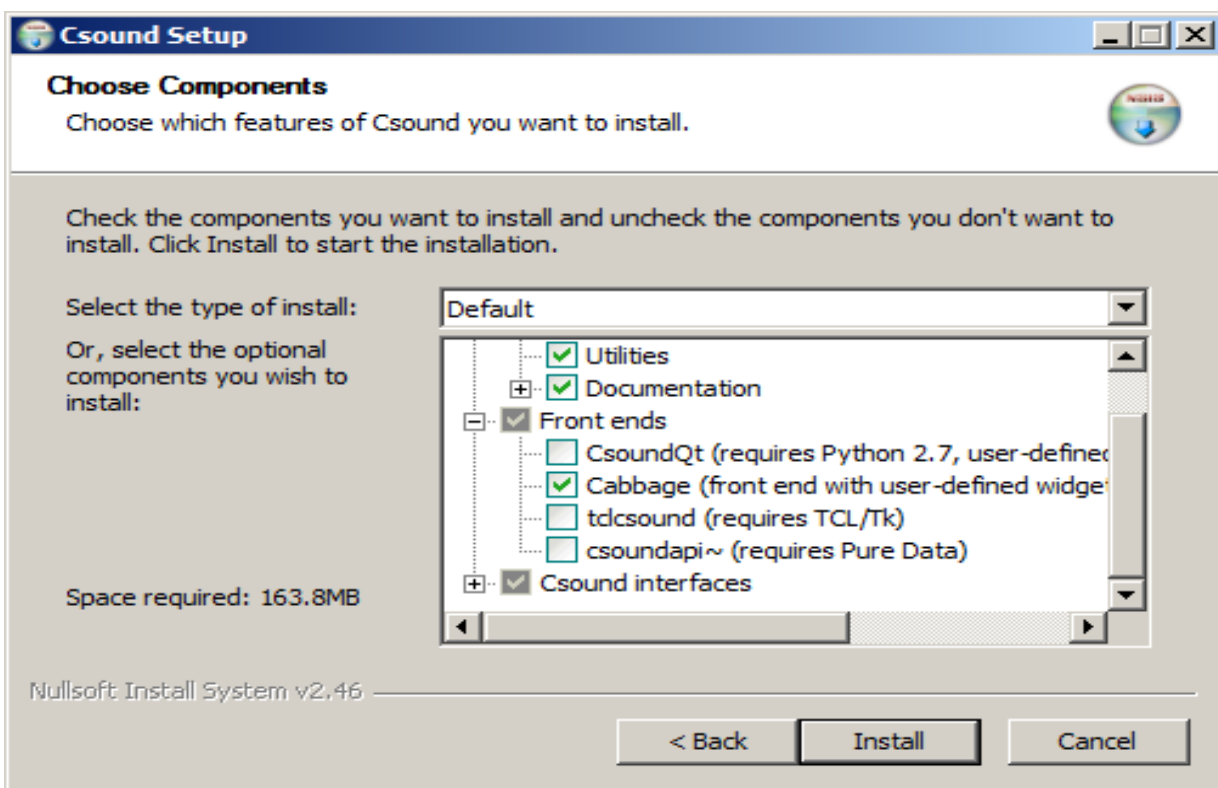 Csound Setup
Choose Components
Choose which features of Csound you want to install.
Check the components you want to install and uncheck the components you don't want to
install. Click Install to start the installation.
Select the type of install:
Default
Or, select the optional
components you wish to
install:
Utilities
Documentation
Front ends
CsoundQt (requires Python 2.7, user-defined
Cabbage (front end with user-defined widget
tclcsound (requires TCL/Tk)
csoundapi~ (requires Pure Data)
Csound interfaces
Space required: 163.8MB
Nullsoft Install System v2.46
< Back
Install
Cancel